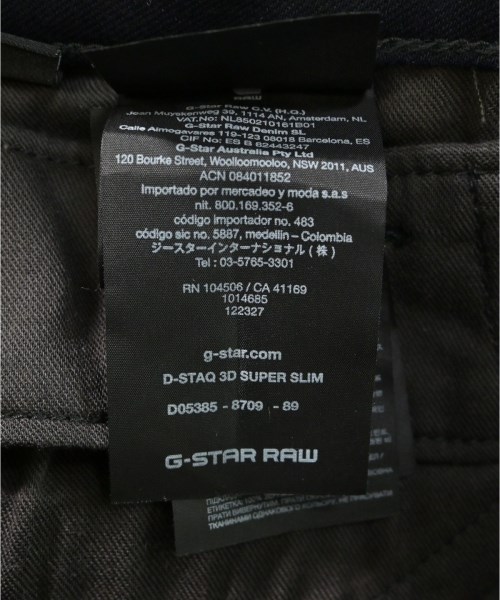 RAW
G-Star Raw C.V. (H.Q.)
Jean Muyskenweg 39, 1114 AN, Amsterdam, NL
VAT.No: NL850210161B01
G-Star Raw Denim SL
Calle Almogavares 119-123 08018 Barcelona, ES
CIF No: ES B 62443247
G-Star Australia Pty Ltd
120 Bourke Street, Woolloomooloo, NSW 2011, AUS
ACN 084011852
Importado por mercadeo y moda s.a.s
nit. 800.169.352-6
código importador no. 483
código sic no. 5887, medellin – Colombia
ジースターインターナショナル(株)
Tel : 03-5765-3301
RN 104506 / CA 41169
1014685
122327
g-star.com
D-STAQ 3D SUPER SLIM
D05385 - 8709 - 89
G-STAR RAW